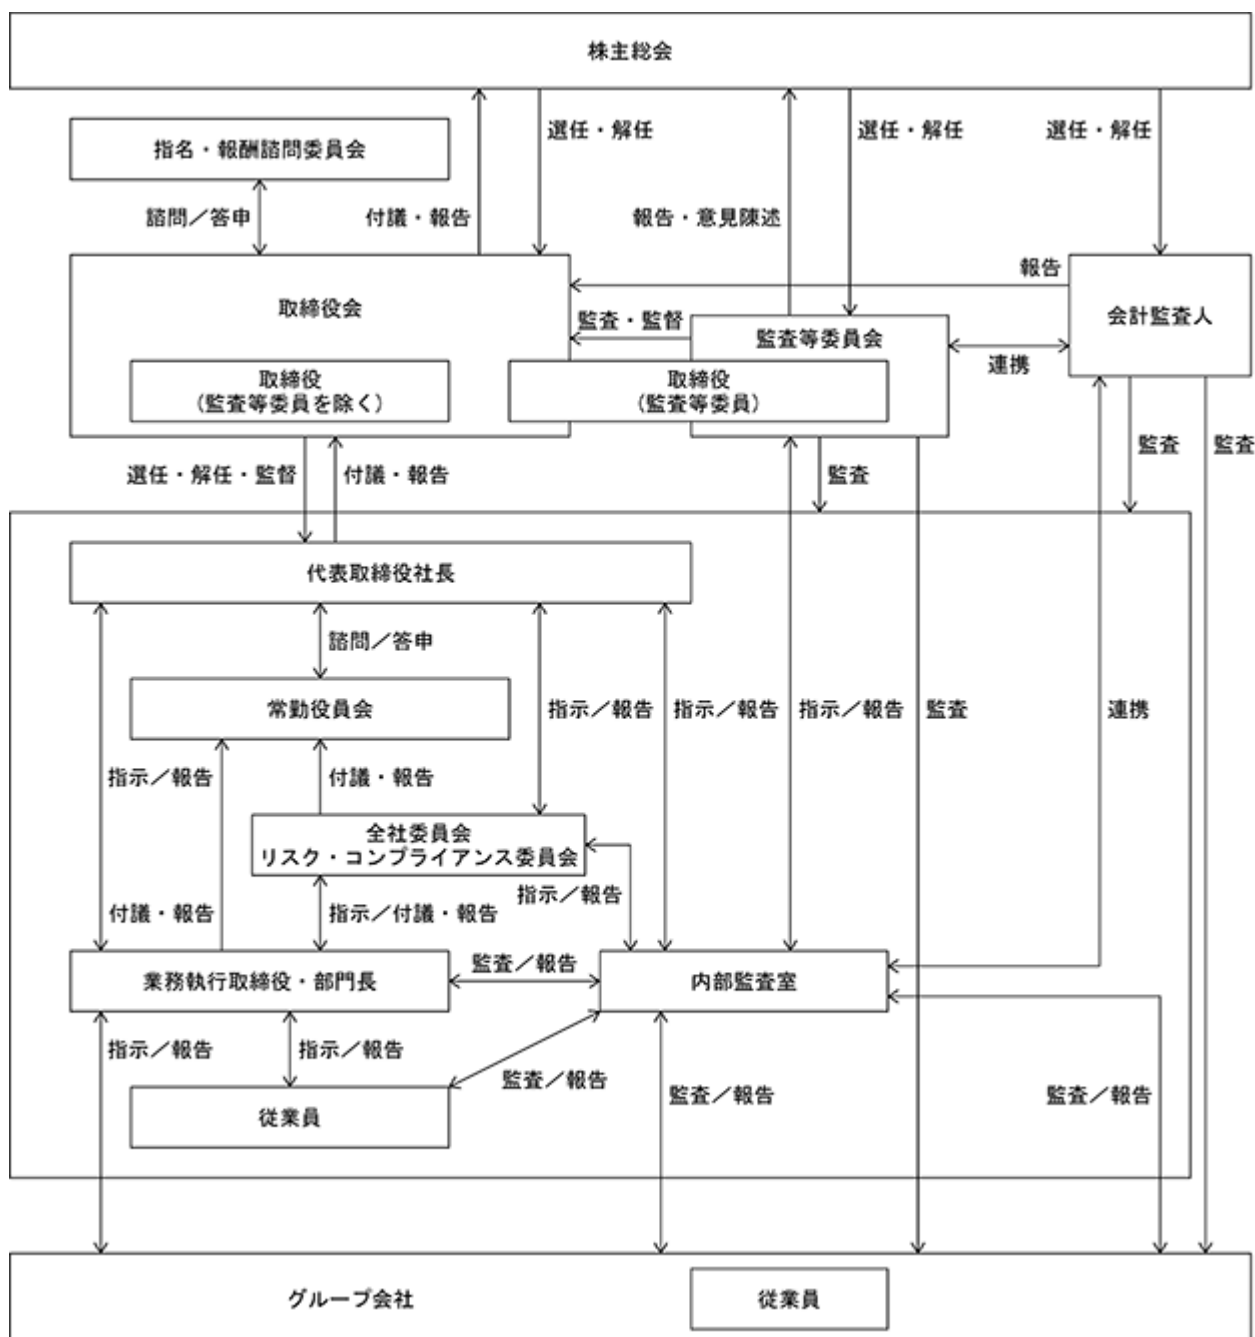 株主総会
選任・解任
選任・解任
選任・解任
指名・報酬諮問委員会
諮問／答申
付議・報告
報告・意見陳述
報告
取締役会
監査・監督
監査等委員会
会計監査人
連携
取締役
（監査等委員を除く）
取締役
（監査等委員）
選任・解任・監督
付議・報告
監査
監査
監査
代表取締役社長
諮問／答申
常勤役員会
指示／報告
指示／報告
指示／報告
監査
連携
指示／報告
付議・報告
全社委員会
リスク・コンプライアンス委員会
指示／報告
付議・報告
指示／付議・報告
業務執行取締役・部門長
監査／報告
内部監査室
指示／報告
指示／報告
監査／報告
監査／報告
監査／報告
従業員
グループ会社
従業員